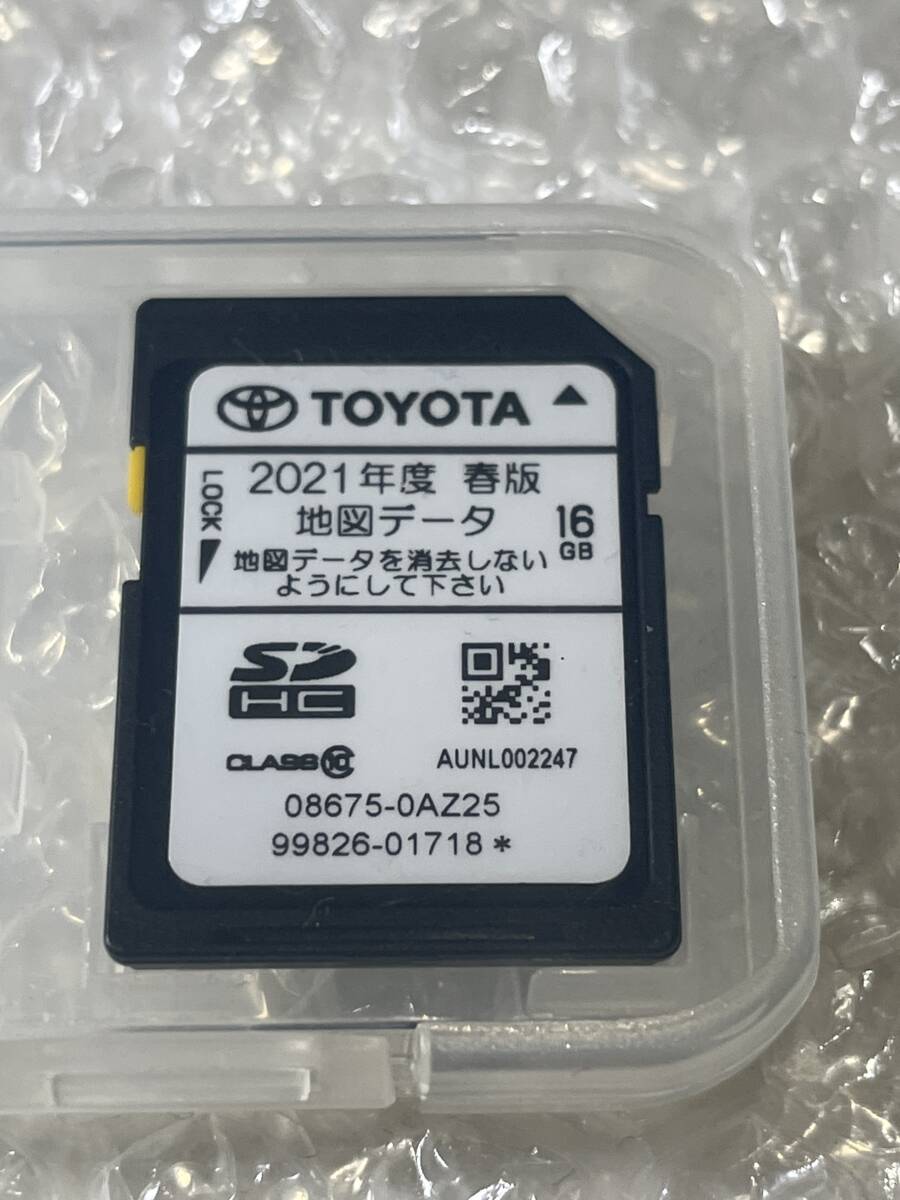 TOYOTA
2021年度 春版
地図データ
地図データを消去しない
ようにして下さい
LOCK
16
GB
SD
HC
CLASS10
AUNL002247
08675-0AZ25
99826-01718*